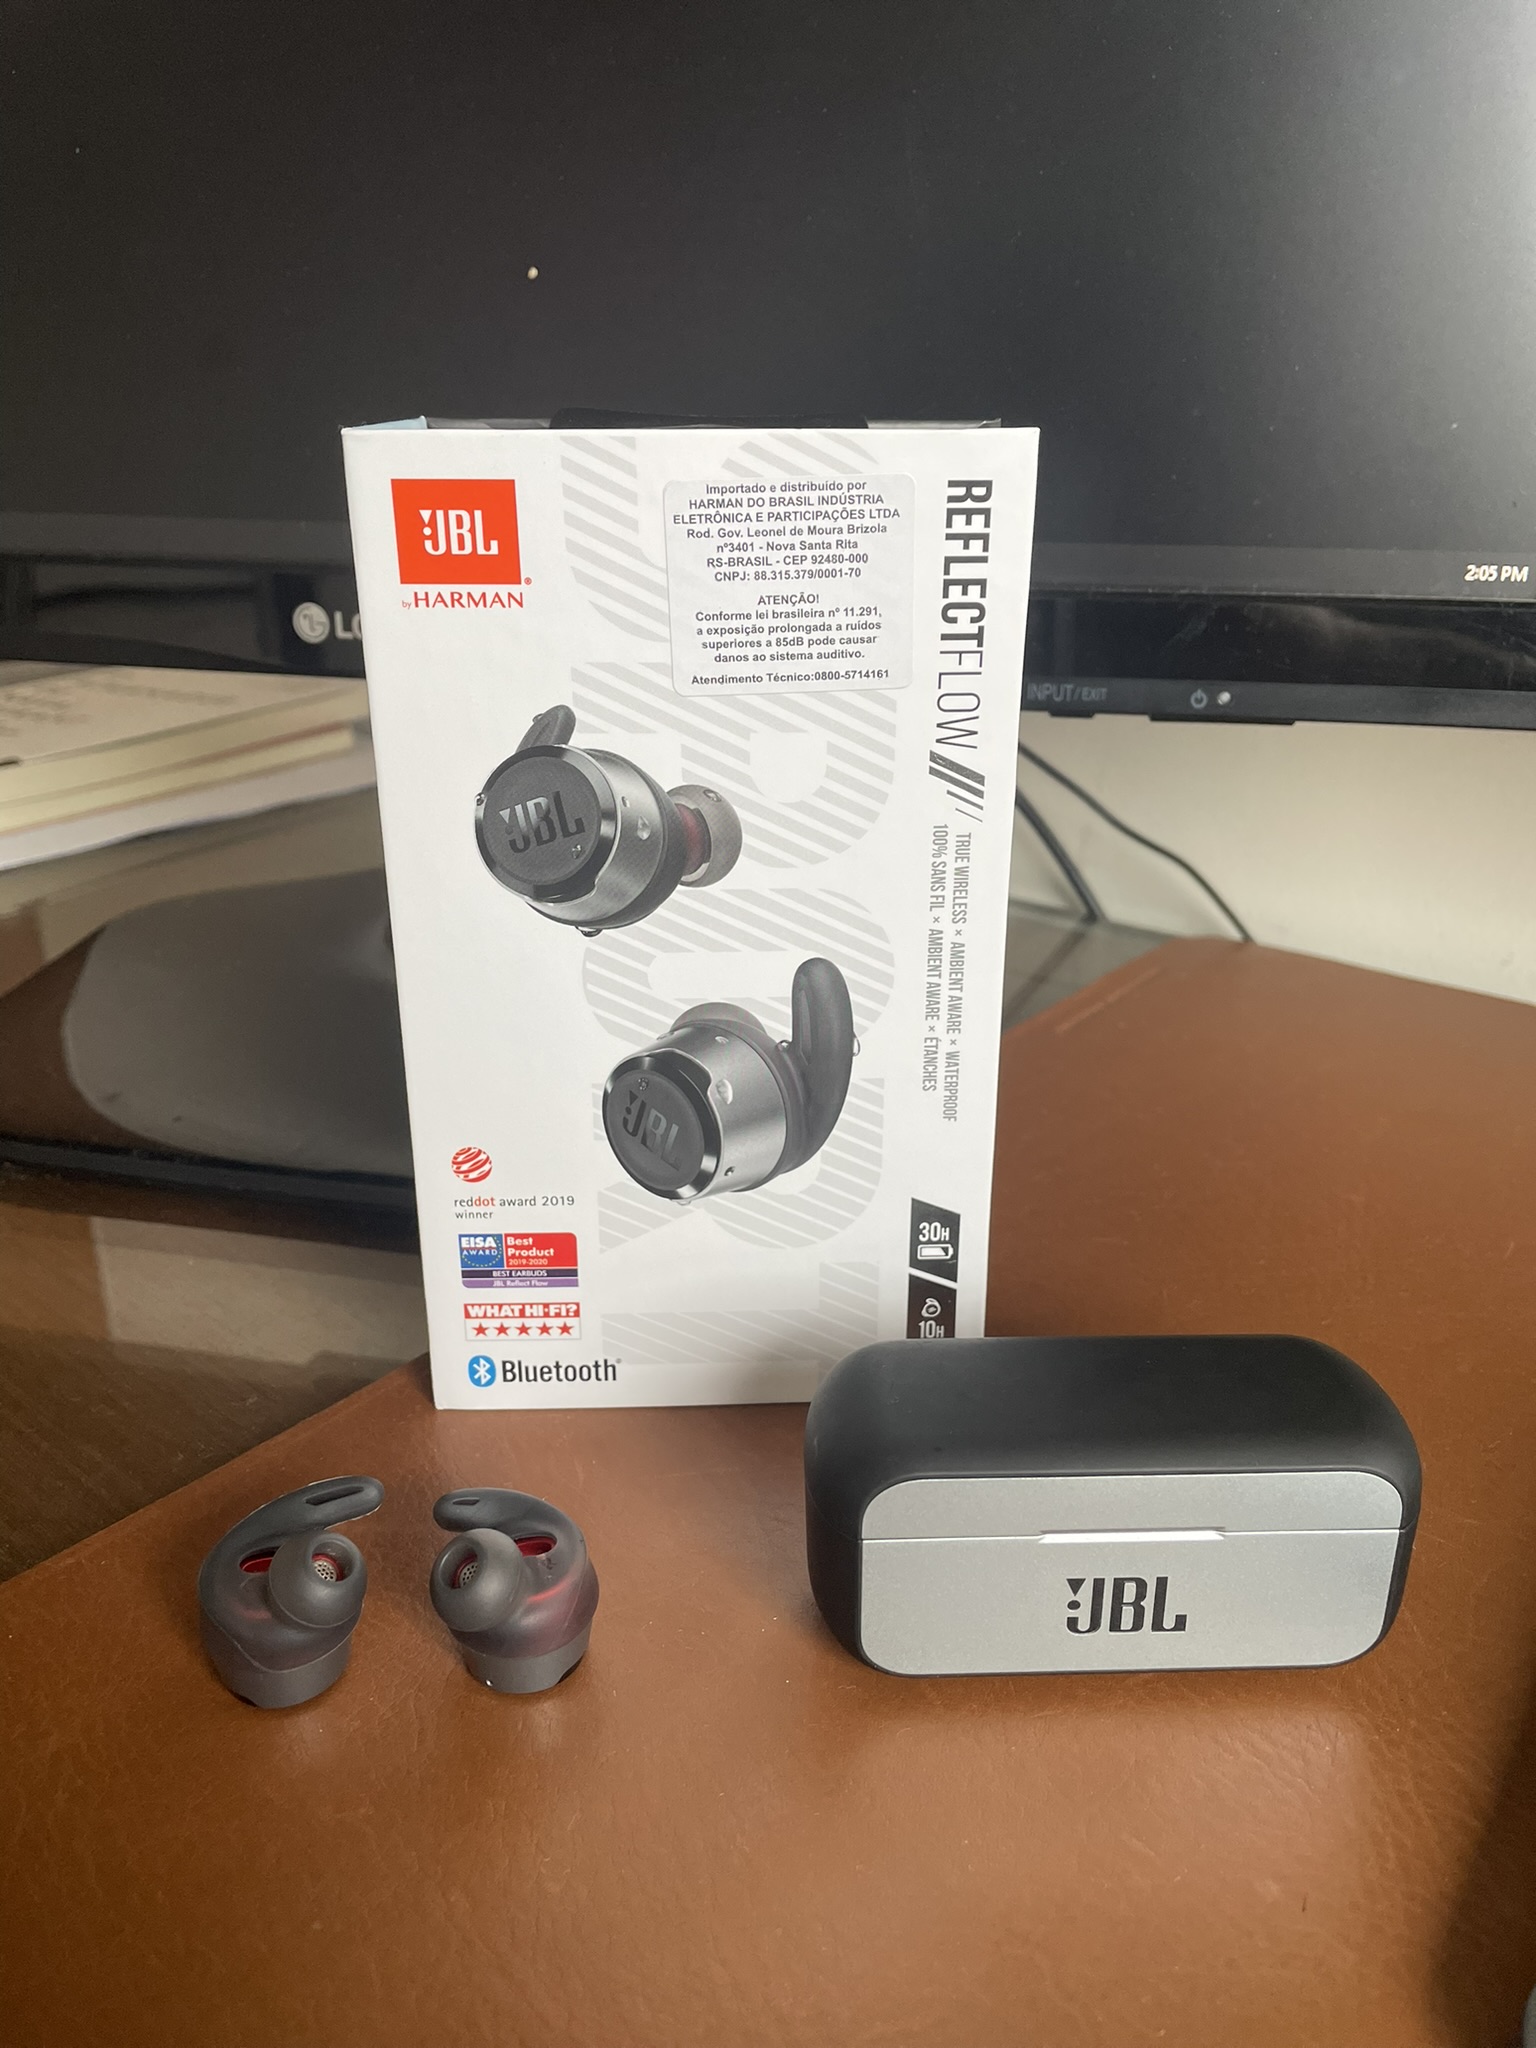 JBL
by HARMAN
Importado e distribuído por
HARMAN DO BRASIL INDÚSTRIA
ELETRÔNICA E PARTICIPAÇÕES LTDA
Rod. Gov. Leonel de Moura Brizola
nº3401 - Nova Santa Rita
RS-BRASIL - CEP 92480-000
CNPJ: 88.315.379/0001-70
ATENÇÃO!
Conforme lei brasileira nº 11.291,
a exposição prolongada a ruídos
superiores a 85dB pode causar
danos ao sistema auditivo.
Atendimento Técnico:0800-5714161
REFLECTFLOW
TRUE WIRELESS × AMBIENT AWARE × WATERPROOF
100% SANS FIL × AMBIENT AWARE × ÉTANCHES
JBL
JBL
reddot award 2019
winner
EISA AWARD
Best
Product
2019-2020
BEST EARBUDS
JBL Reflect Flow
WHAT HI-FI?
Bluetooth®
30H
10H
JBL
LG
2:05 PM
INPUT/EXIT